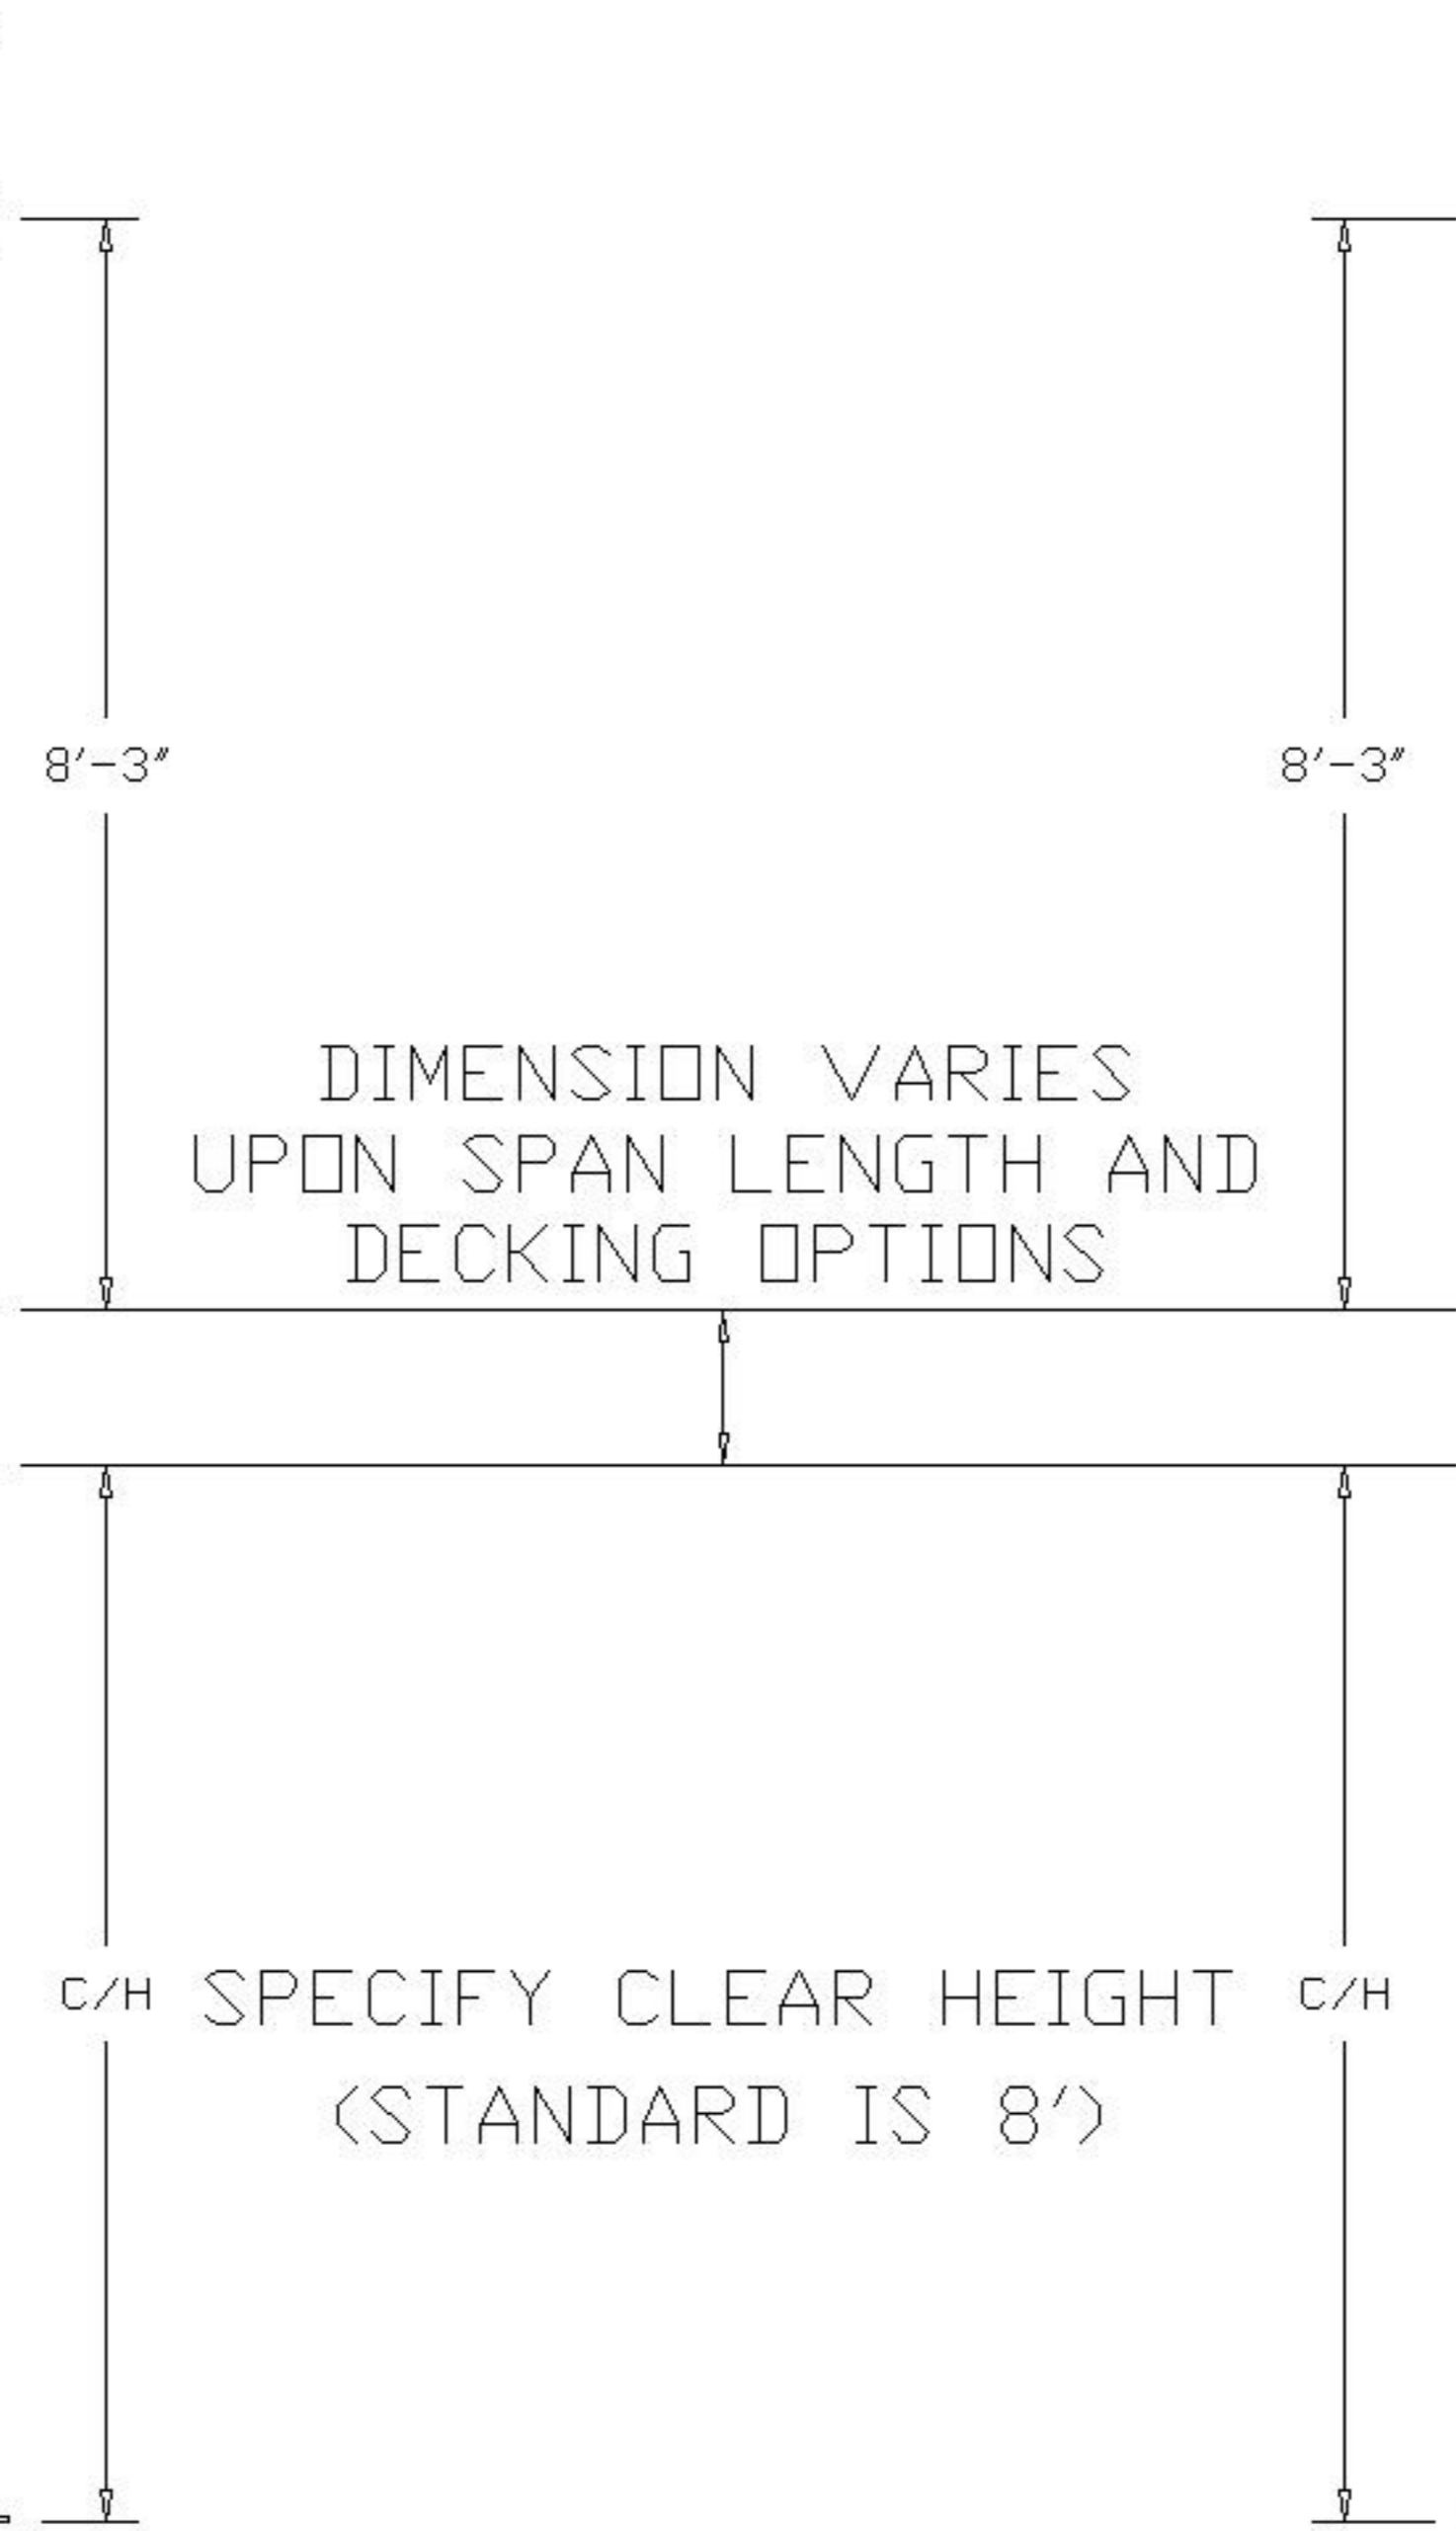 8'-3" 8'-3"
DIMENSION VARIES
UPON SPAN LENGTH AND
DECKING OPTIONS
C/H SPECIFY CLEAR HEIGHT C/H
(STANDARD IS 8')